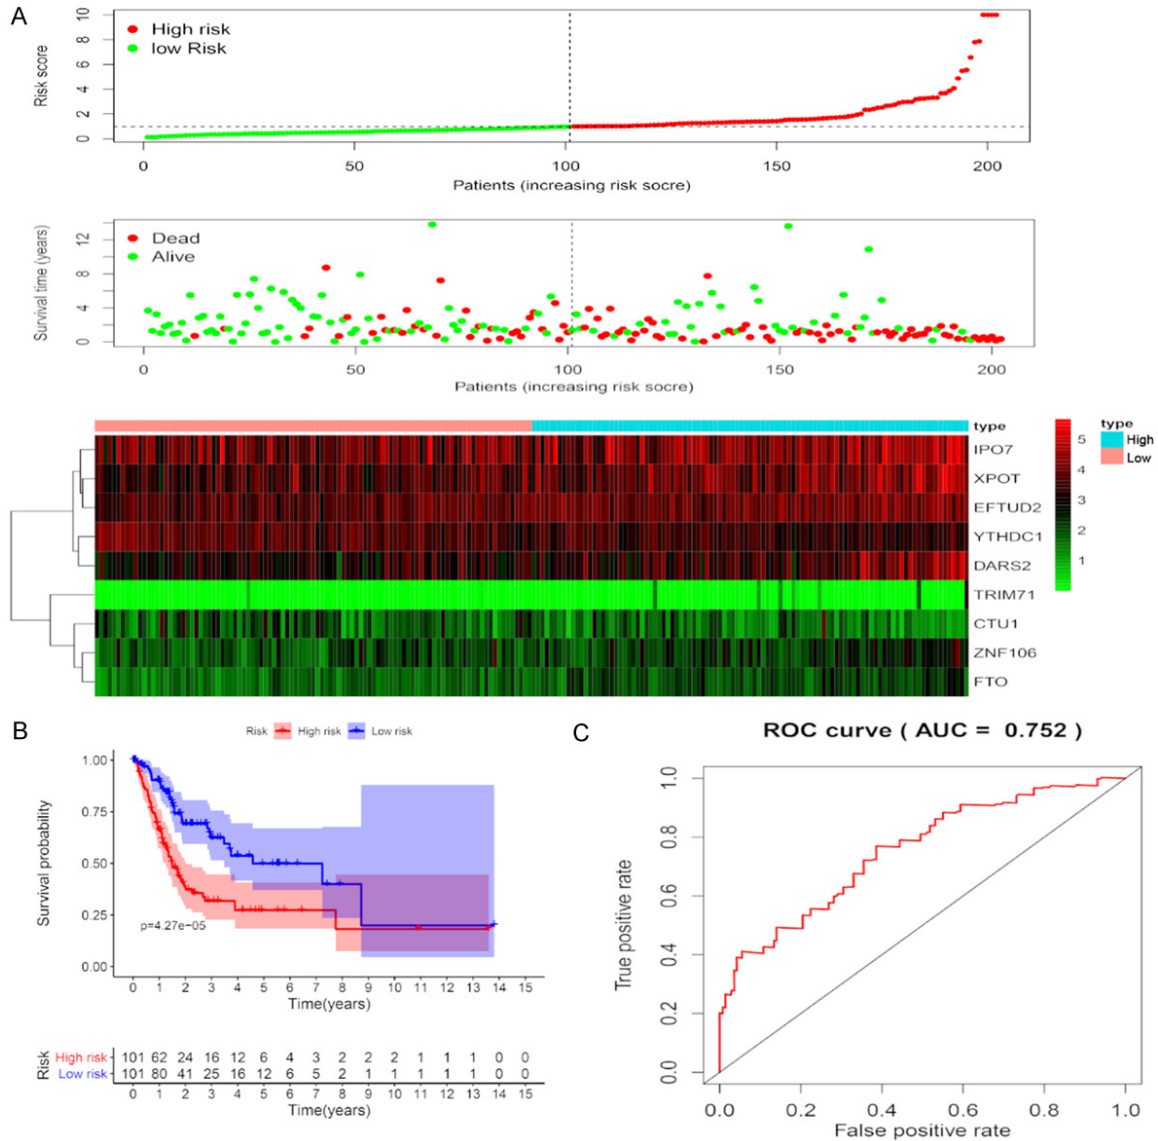 A
High risk
low Risk
Risk score
0 2 4 6 8 10
0 50 100 150 200
Patients (increasing risk socre)
Dead
Alive
Survival time (years)
0 4 8 12
0 50 100 150 200
Patients (increasing risk socre)
type
IPO7
XPOT
EFTUD2
YTHDC1
DARS2
TRIM71
CTU1
ZNF106
FTO
5
4
3
2
1
type
High
Low
B
Risk High risk Low risk
Survival probability
1.00
0.75
0.50
0.25
0.00
p=4.27e−05
0 1 2 3 4 5 6 7 8 9 10 11 12 13 14 15
Time(years)
Risk
High risk 101 62 24 16 12 6 4 3 2 2 2 1 1 1 0 0
Low risk 101 80 41 25 16 12 6 5 2 1 1 1 1 1 0 0
0 1 2 3 4 5 6 7 8 9 10 11 12 13 14 15
Time(years)
C
ROC curve ( AUC = 0.752 )
True positive rate
0.0 0.2 0.4 0.6 0.8 1.0
0.0 0.2 0.4 0.6 0.8 1.0
False positive rate